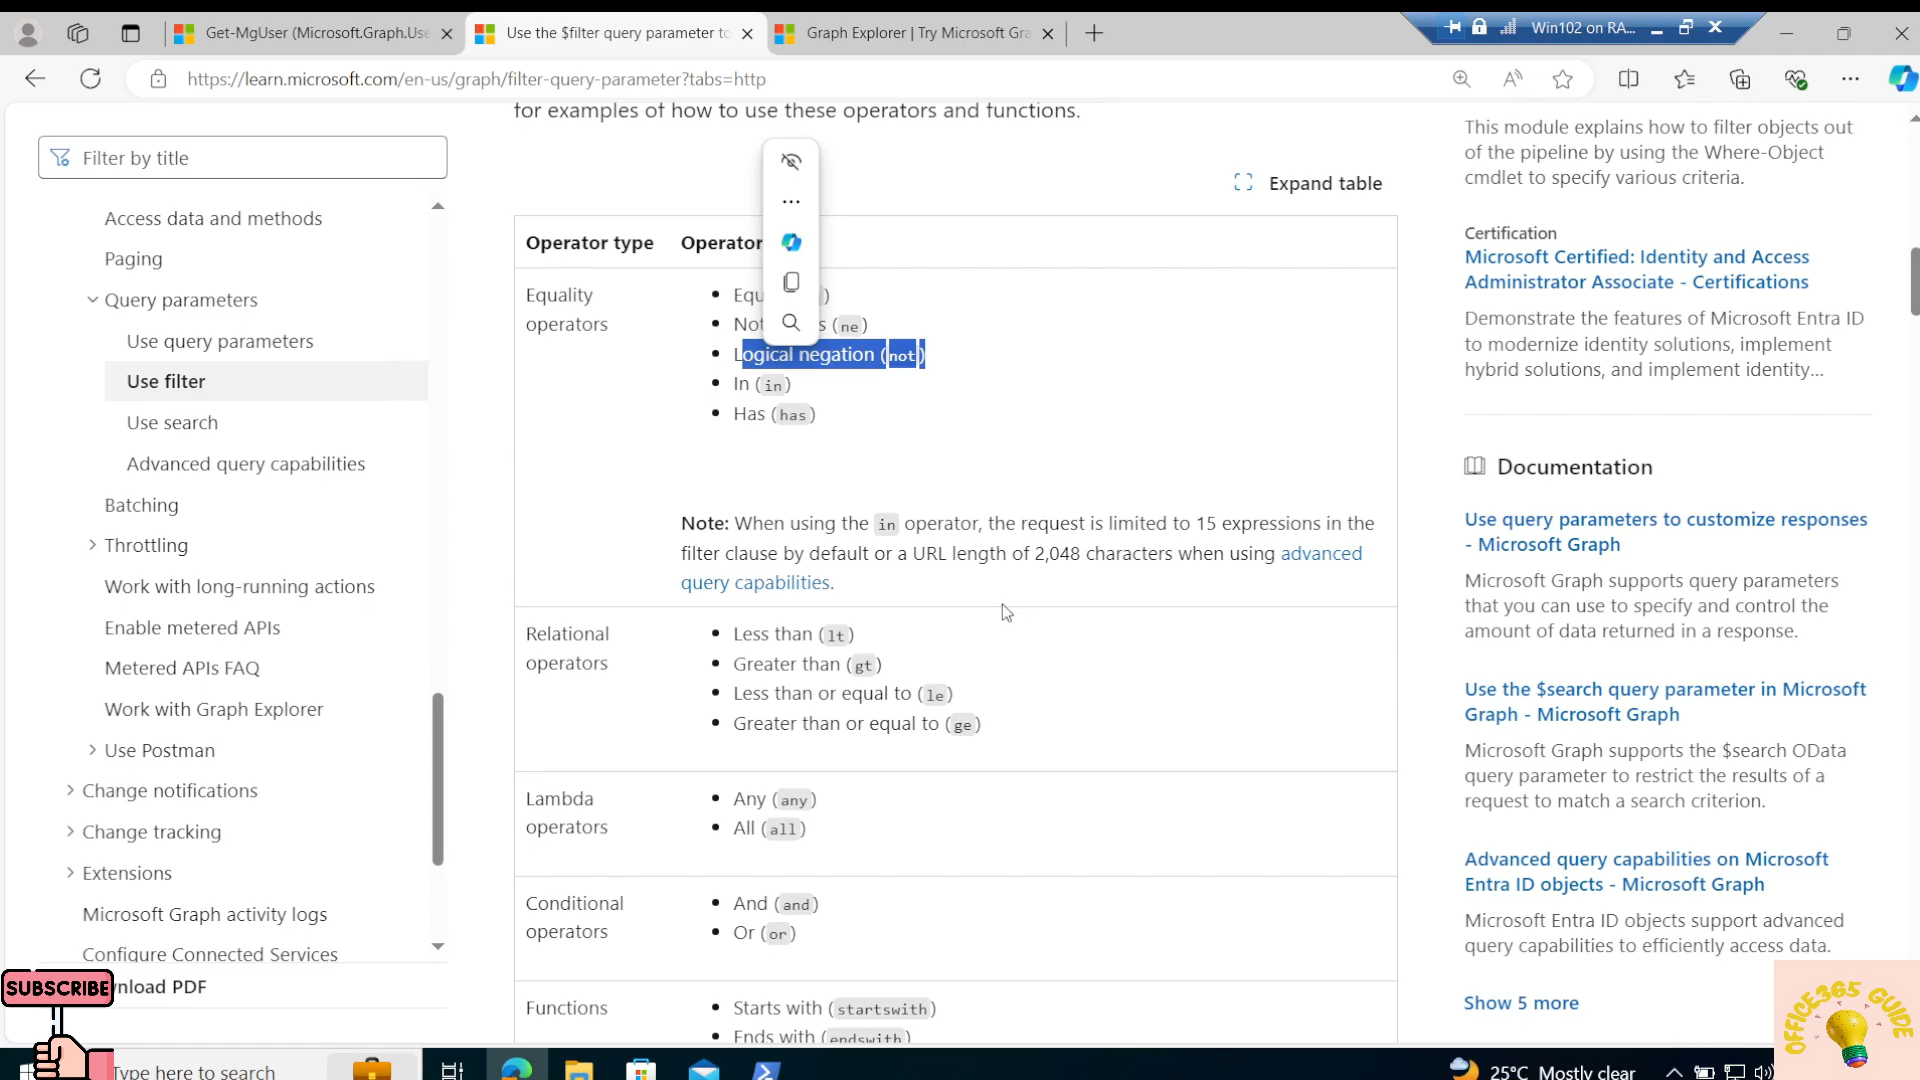 Get-MgUser (Microsoft.Graph.Use
Use the $filter query parameter to
Graph Explorer | Try Microsoft Gra
Win102 on RA...
https://learn.microsoft.com/en-us/graph/filter-query-parameter?tabs=http
Filter by title
Access data and methods
Paging
Query parameters
Use query parameters
Use filter
Use search
Advanced query capabilities
Batching
Throttling
Work with long-running actions
Enable metered APIs
Metered APIs FAQ
Work with Graph Explorer
Use Postman
Change notifications
Change tracking
Extensions
Microsoft Graph activity logs
Configure Connected Services
nload PDF
for examples of how to use these operators and functions.
Expand table
Operator type Operator
Equality operators
Equ )
Not s (ne)
Logical negation (not)
In (in)
Has (has)
Note: When using the in operator, the request is limited to 15 expressions in the
filter clause by default or a URL length of 2,048 characters when using advanced
query capabilities.
Relational operators
Less than (lt)
Greater than (gt)
Less than or equal to (le)
Greater than or equal to (ge)
Lambda operators
Any (any)
All (all)
Conditional operators
And (and)
Or (or)
Functions
Starts with (startswith)
Ends with (endswith)
This module explains how to filter objects out
of the pipeline by using the Where-Object
cmdlet to specify various criteria.
Certification
Microsoft Certified: Identity and Access
Administrator Associate - Certifications
Demonstrate the features of Microsoft Entra ID
to modernize identity solutions, implement
hybrid solutions, and implement identity...
Documentation
Use query parameters to customize responses
- Microsoft Graph
Microsoft Graph supports query parameters
that you can use to specify and control the
amount of data returned in a response.
Use the $search query parameter in Microsoft
Graph - Microsoft Graph
Microsoft Graph supports the $search OData
query parameter to restrict the results of a
request to match a search criterion.
Advanced query capabilities on Microsoft
Entra ID objects - Microsoft Graph
Microsoft Entra ID objects support advanced
query capabilities to efficiently access data.
Show 5 more
SUBSCRIBE
OFFICE365 GUIDE
Type here to search
25°C Mostly clear